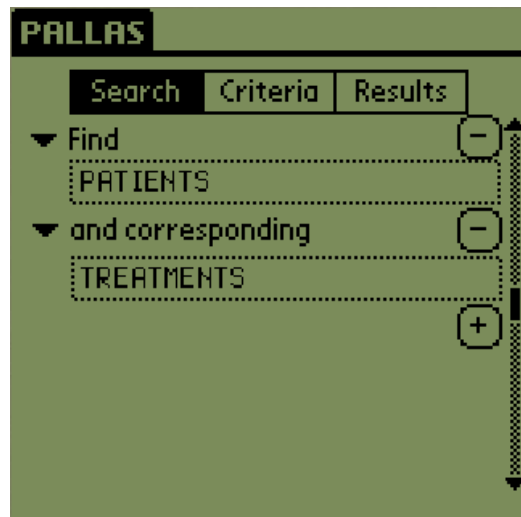 PALLAS
Search Criteria Results
Find
PATIENTS
and corresponding
TREATMENTS